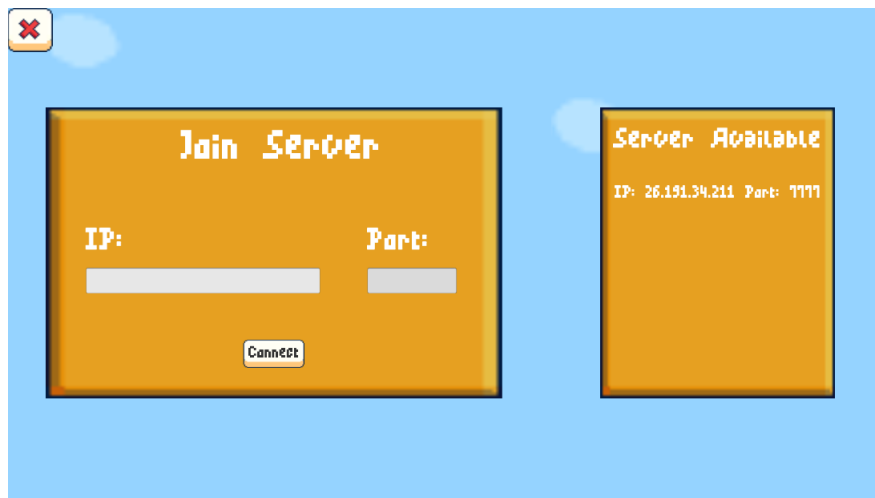 Join Server
IP:
Port:
Connect
Server Available
IP: 26.191.34.211 Port: 7777